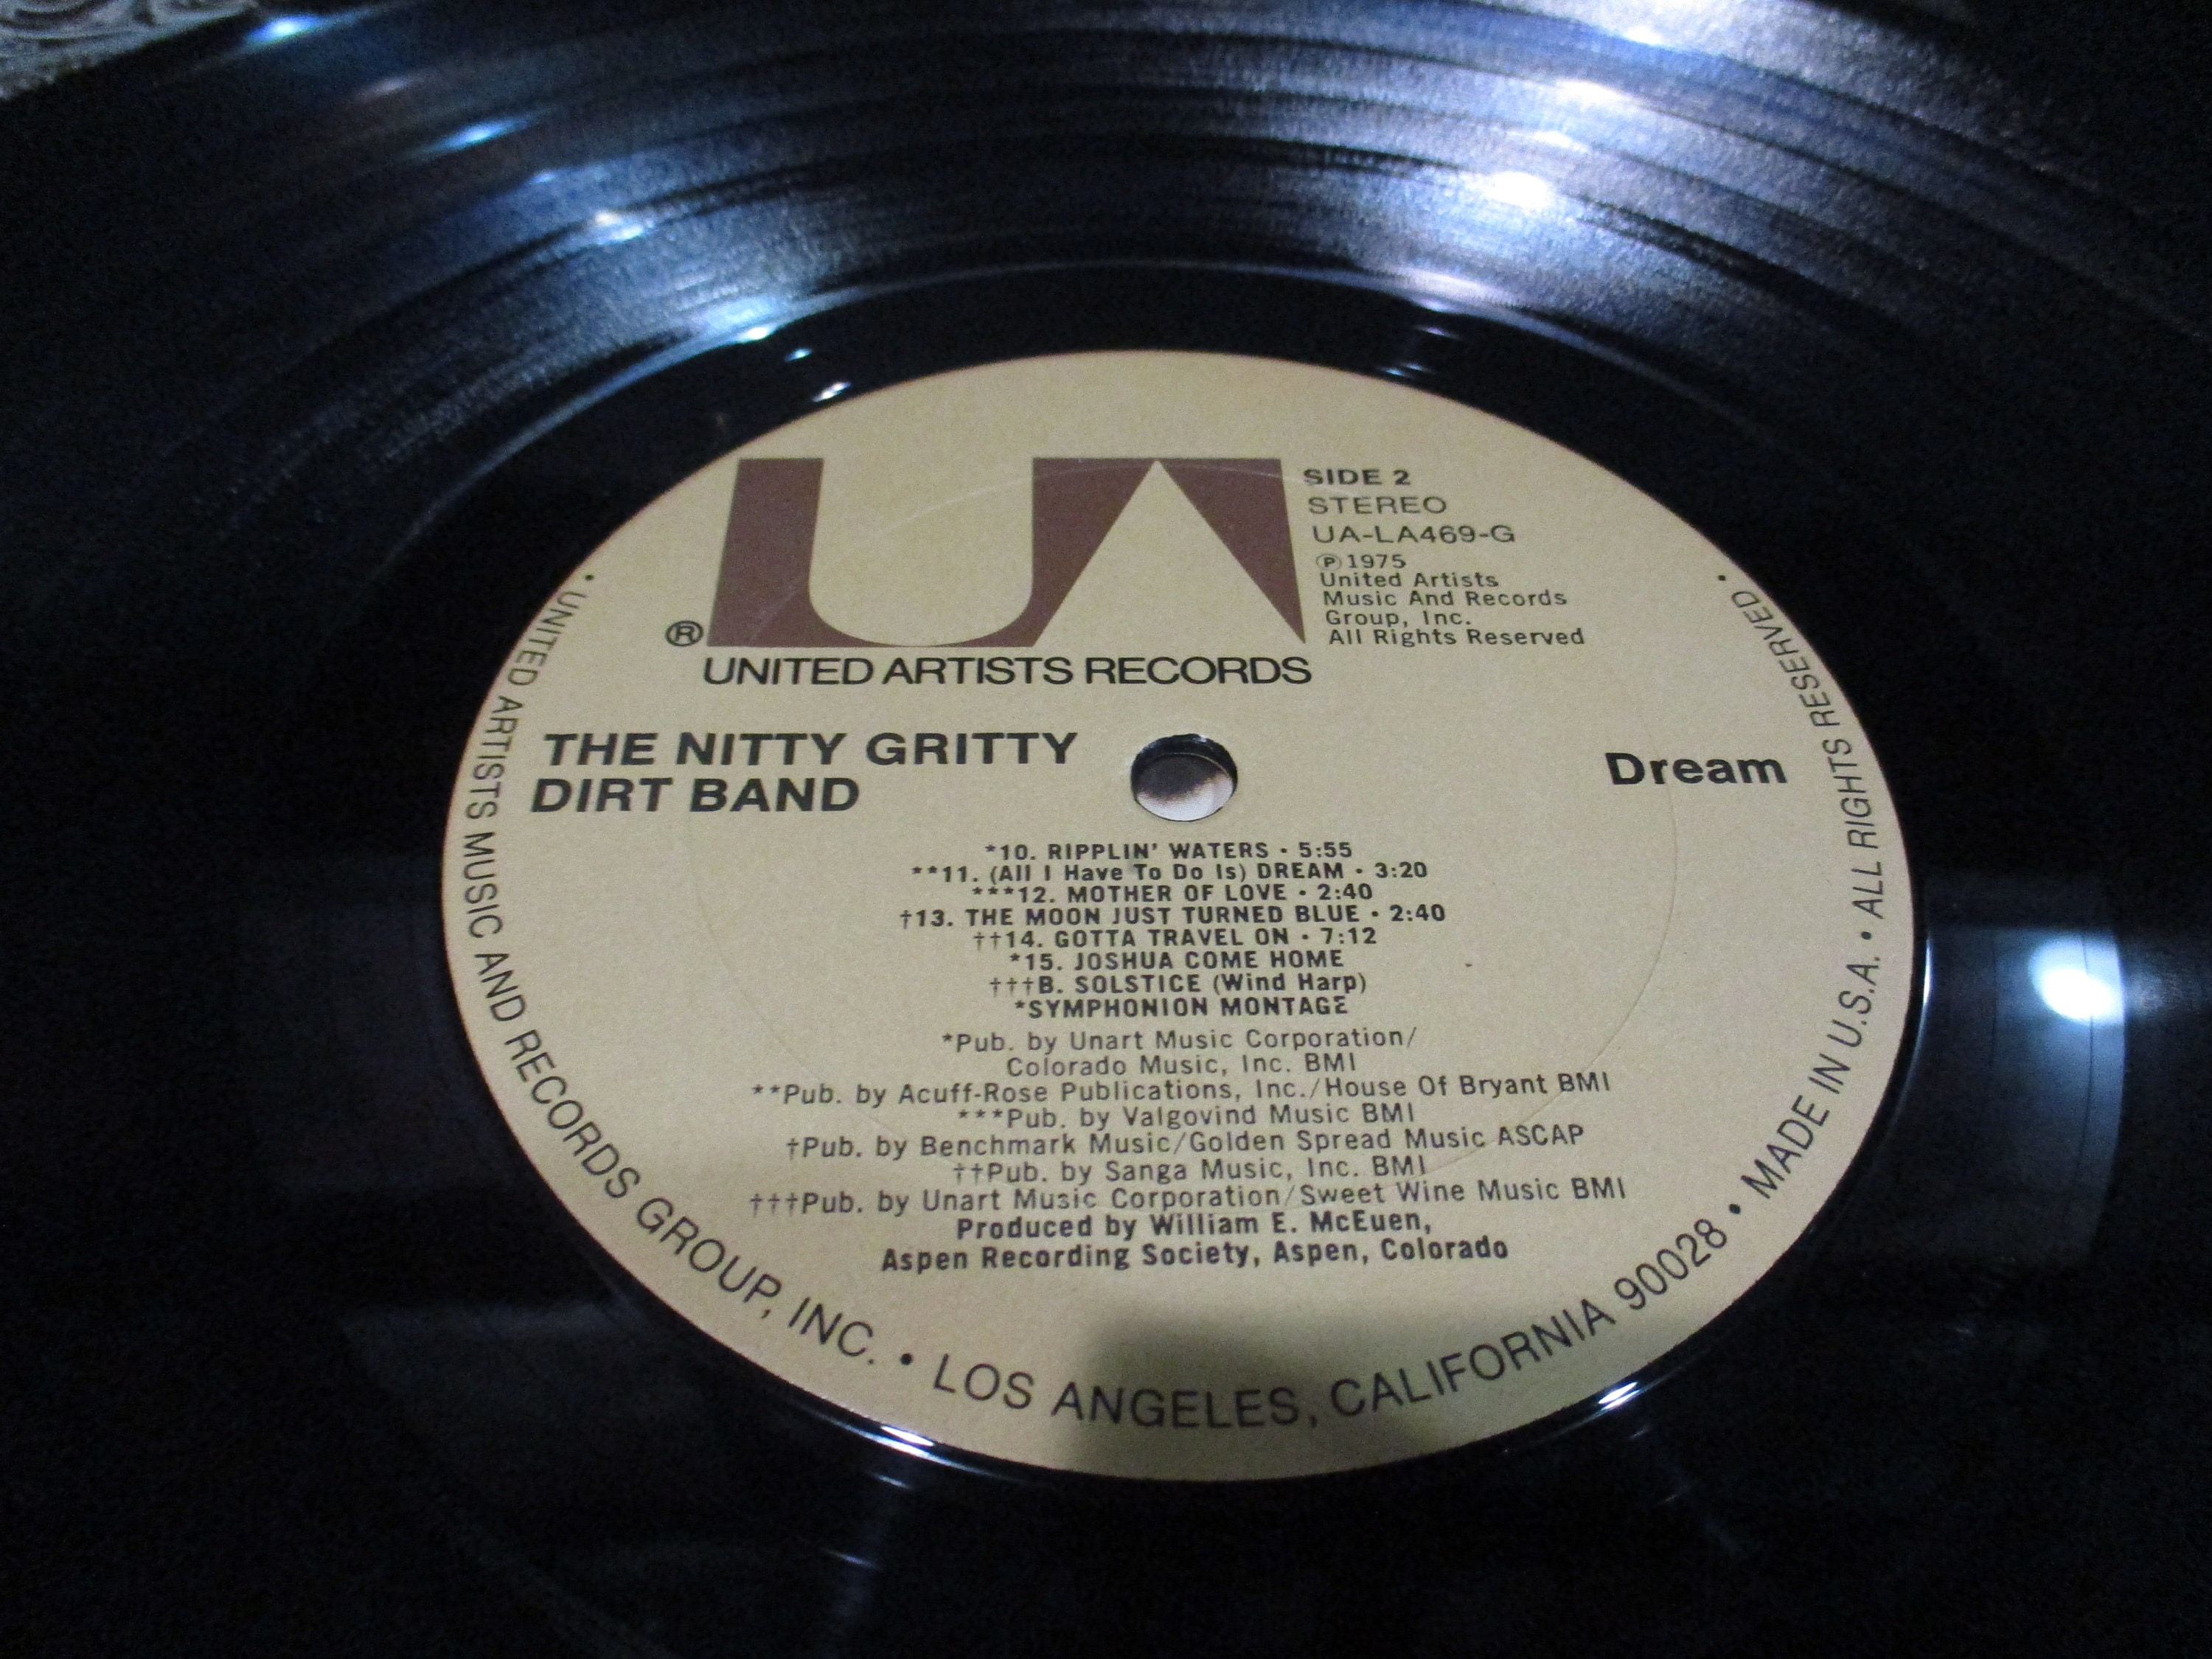 UA
SIDE 2
STEREO
UA-LA469-G
Ⓟ1975
United Artists
Music And Records
Group, Inc.
All Rights Reserved
®
UNITED ARTISTS RECORDS
THE NITTY GRITTY
DIRT BAND
Dream
*10. RIPPLIN' WATERS • 5:55
**11. (All I Have To Do Is) DREAM • 3:20
***12. MOTHER OF LOVE • 2:40
†13. THE MOON JUST TURNED BLUE • 2:40
††14. GOTTA TRAVEL ON • 7:12
*15. JOSHUA COME HOME
†††B. SOLSTICE (Wind Harp)
*SYMPHONION MONTAGE
*Pub. by Unart Music Corporation/
Colorado Music, Inc. BMI
**Pub. by Acuff-Rose Publications, Inc./House Of Bryant BMI
***Pub. by Valgovind Music BMI
†Pub. by Benchmark Music/Golden Spread Music ASCAP
††Pub. by Sanga Music, Inc. BMI
†††Pub. by Unart Music Corporation/Sweet Wine Music BMI
Produced by William E. McEuen,
Aspen Recording Society, Aspen, Colorado
• UNITED ARTISTS MUSIC AND RECORDS GROUP, INC. • LOS ANGELES, CALIFORNIA 90028 • MADE IN U.S.A. • ALL RIGHTS RESERVED •